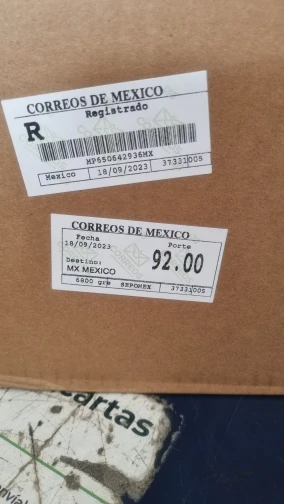 CORREOS DE MEXICO
Registrado
R
MP650642936MX
Mexico 18/09/2023 37331005
CORREOS DE MEXICO
Fecha Porte
18/09/2023 92.00
Destino:
MX MEXICO
6800 grs SEPOMEX 37331005
cartas